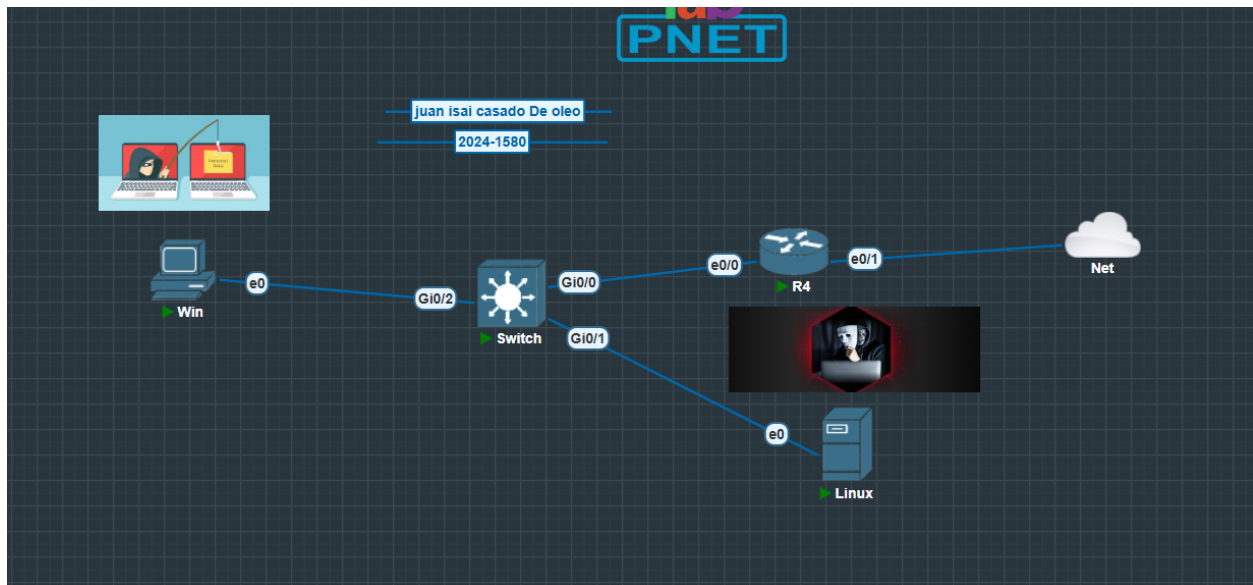 PNET
juan isai casado De oleo
2024-1580
e0/0
e0/1
Net
e0
Gi0/0
R4
Gi0/2
Win
Switch
Gi0/1
e0
Linux